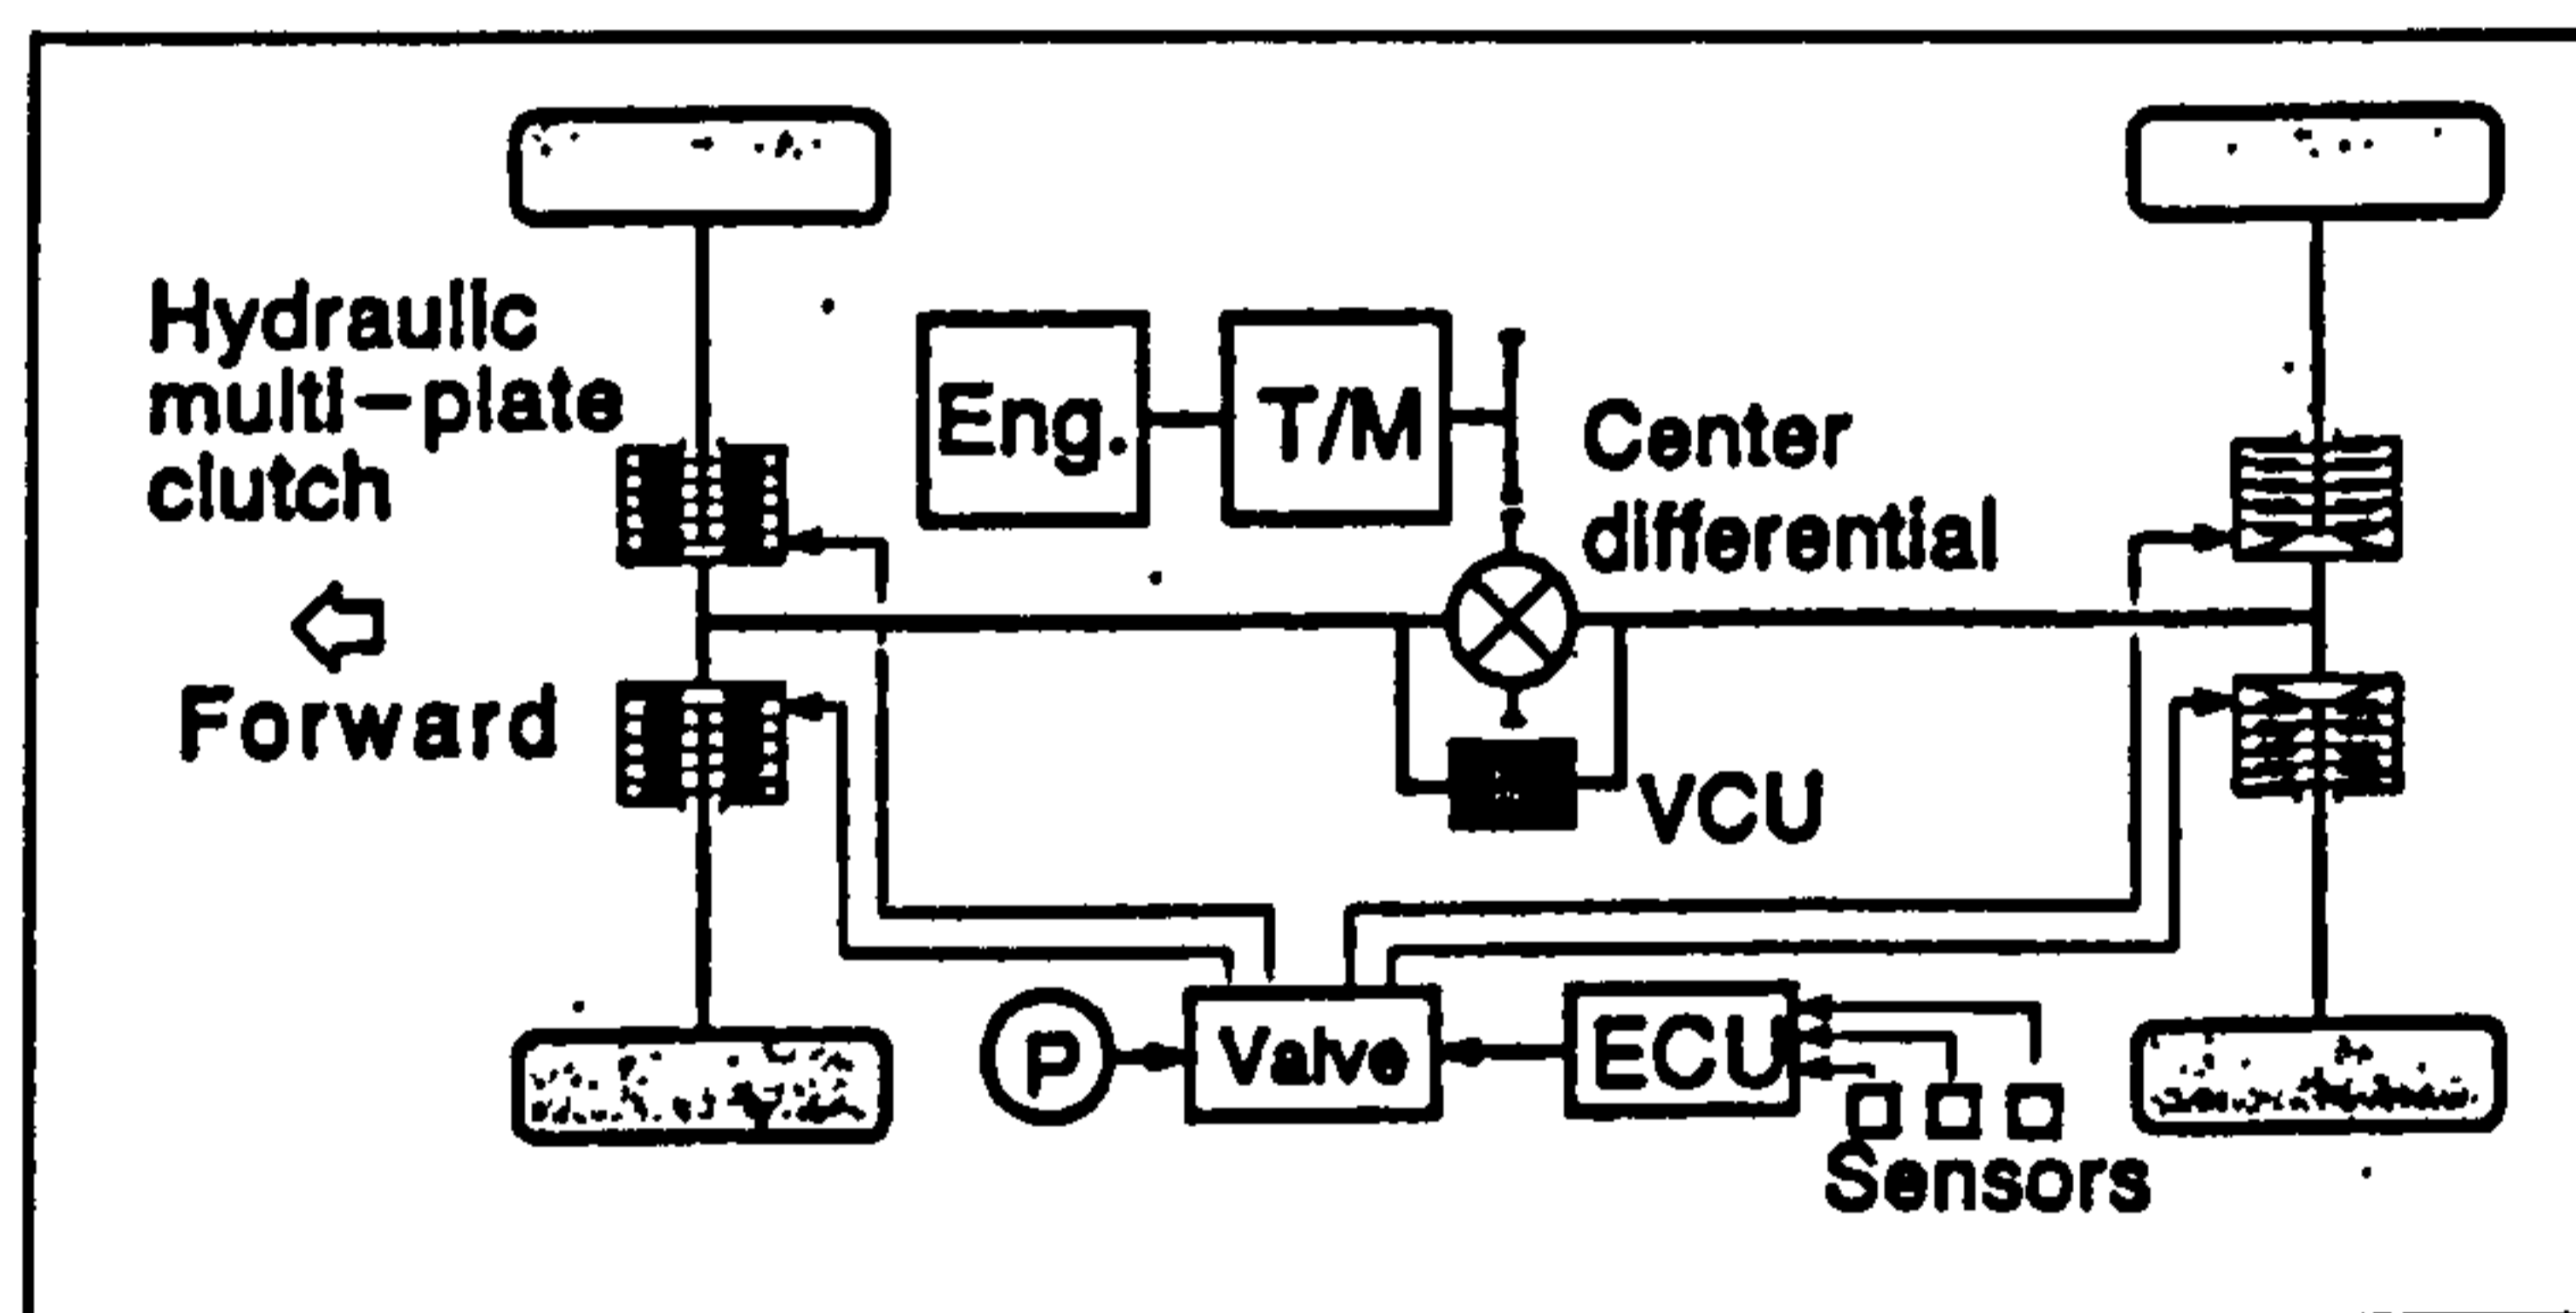 Hydraulic
multi-plate
clutch
Eng.
T/M
Center
differential
Forward
VCU
P
Valve
ECU
Sensors